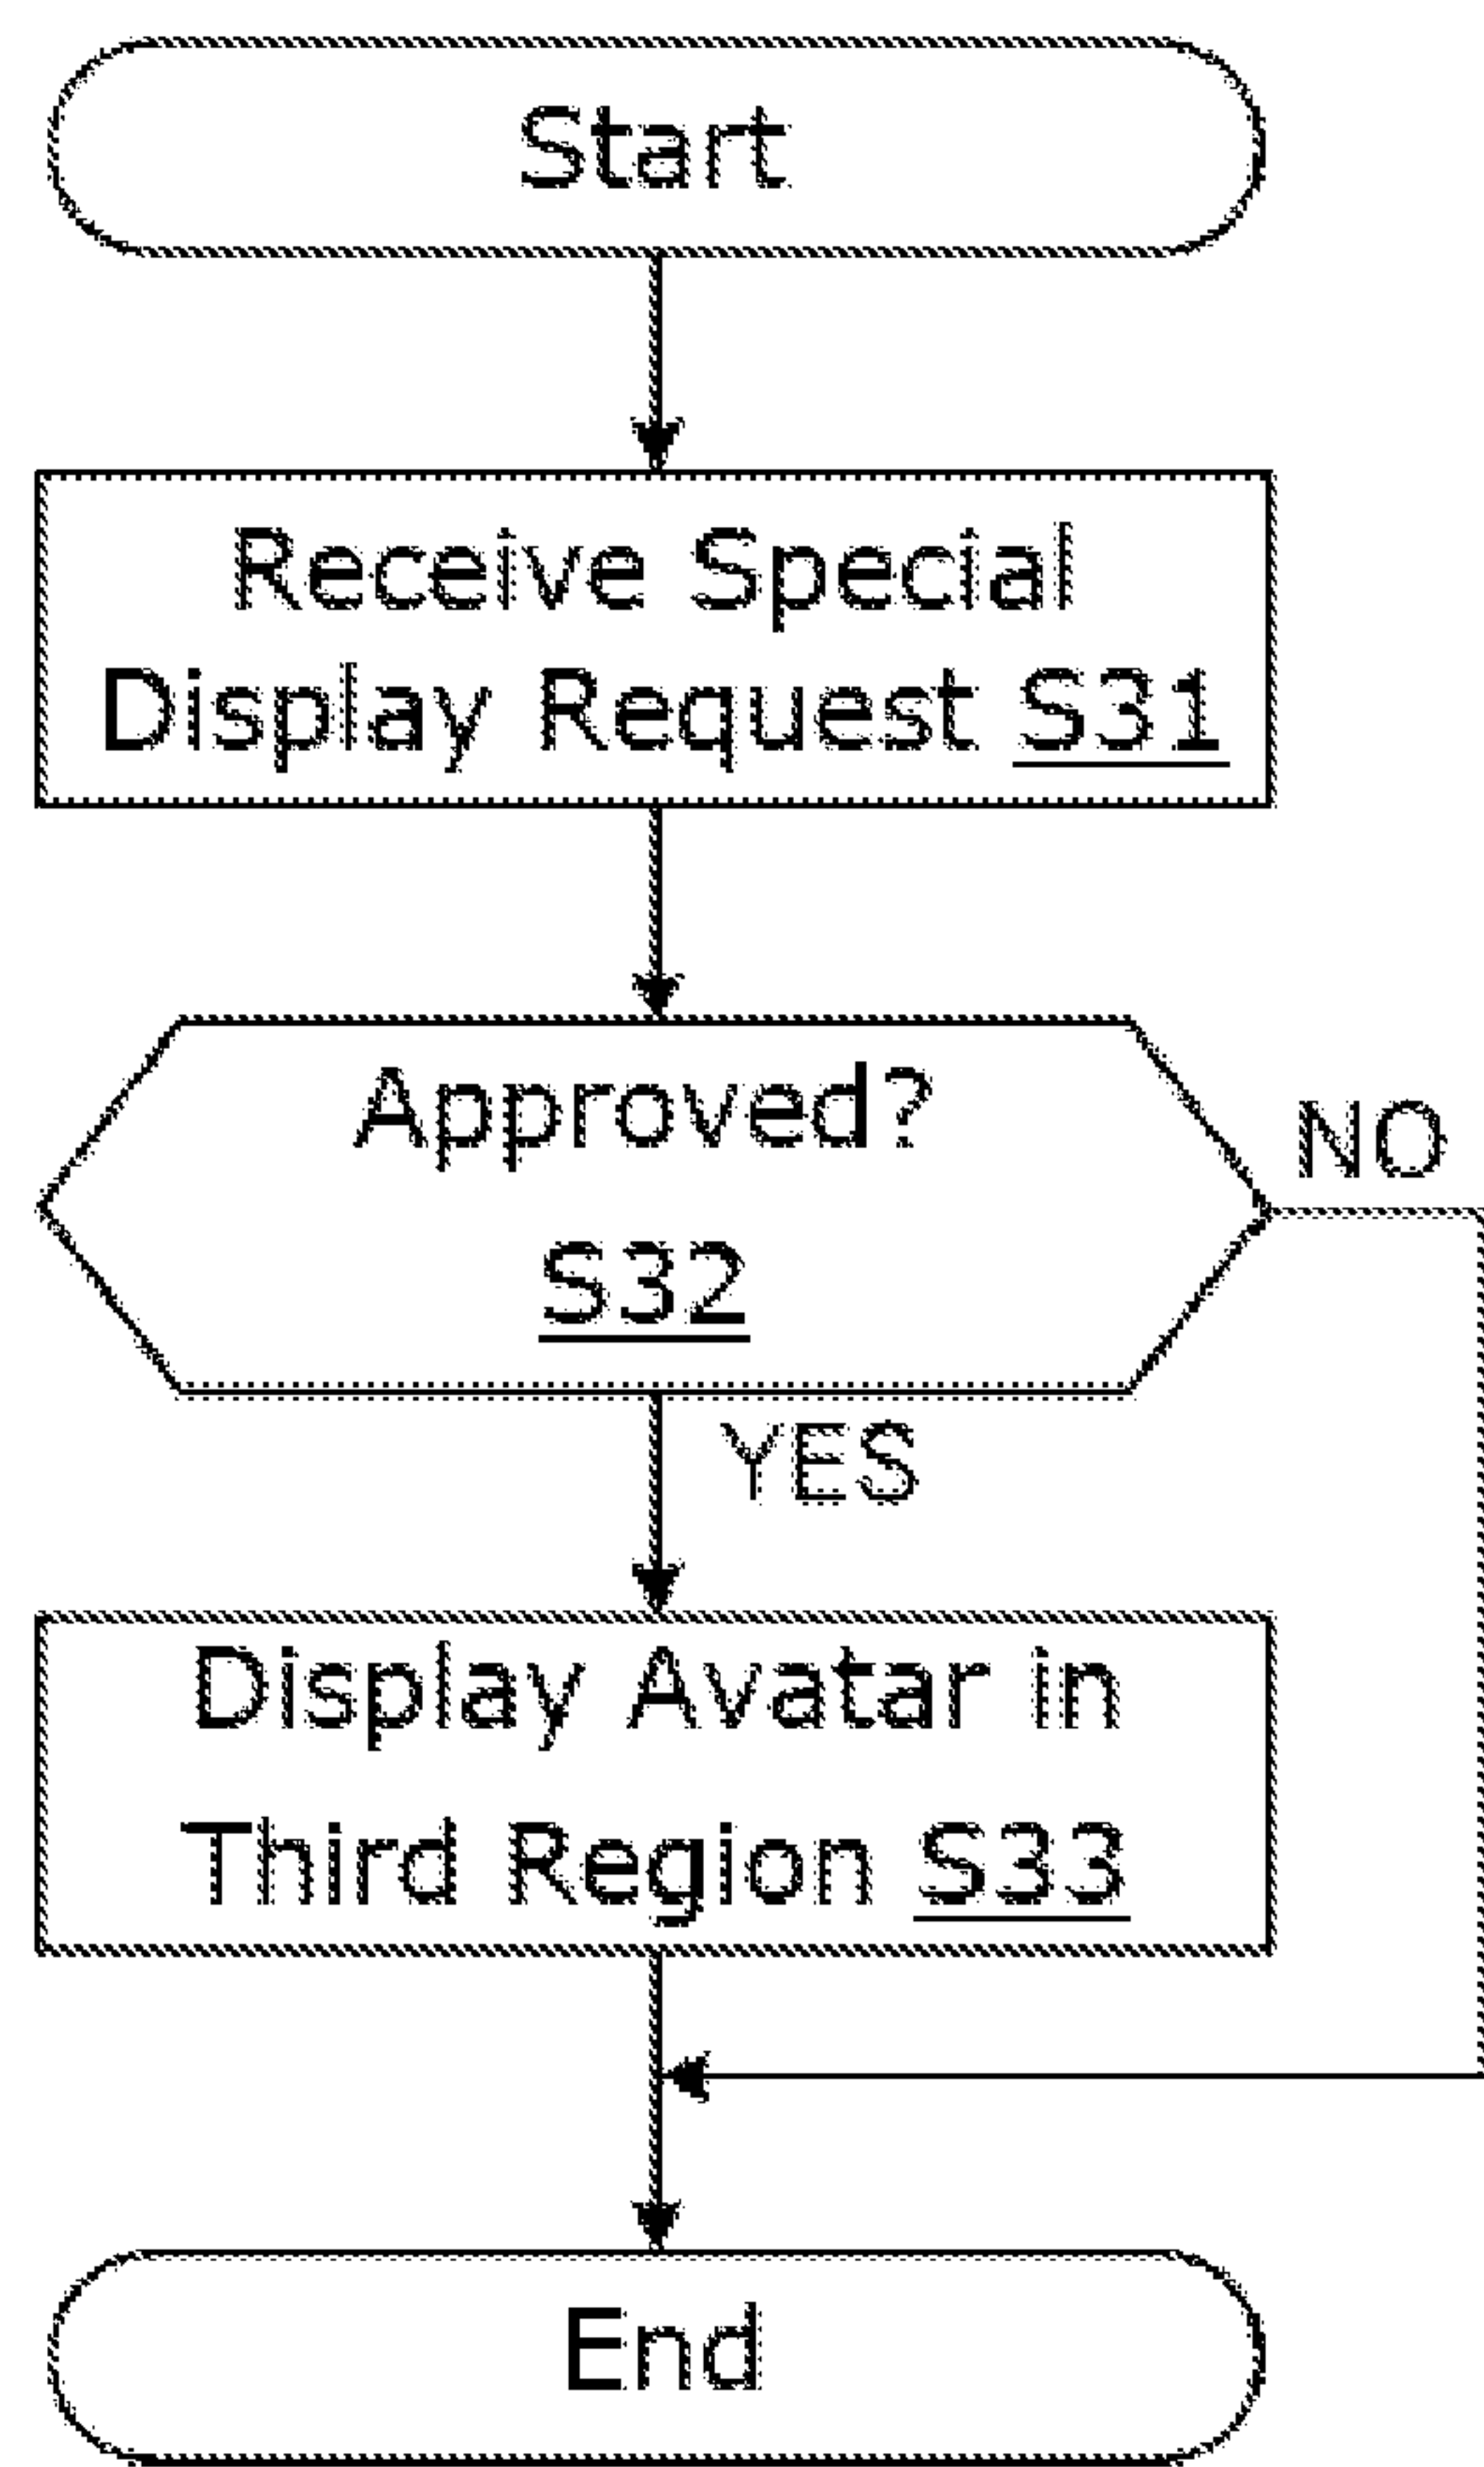 Start
Receive Special
Display Request S31
Approved?
S32
NO
YES
Display Avatar in
Third Region S33
End